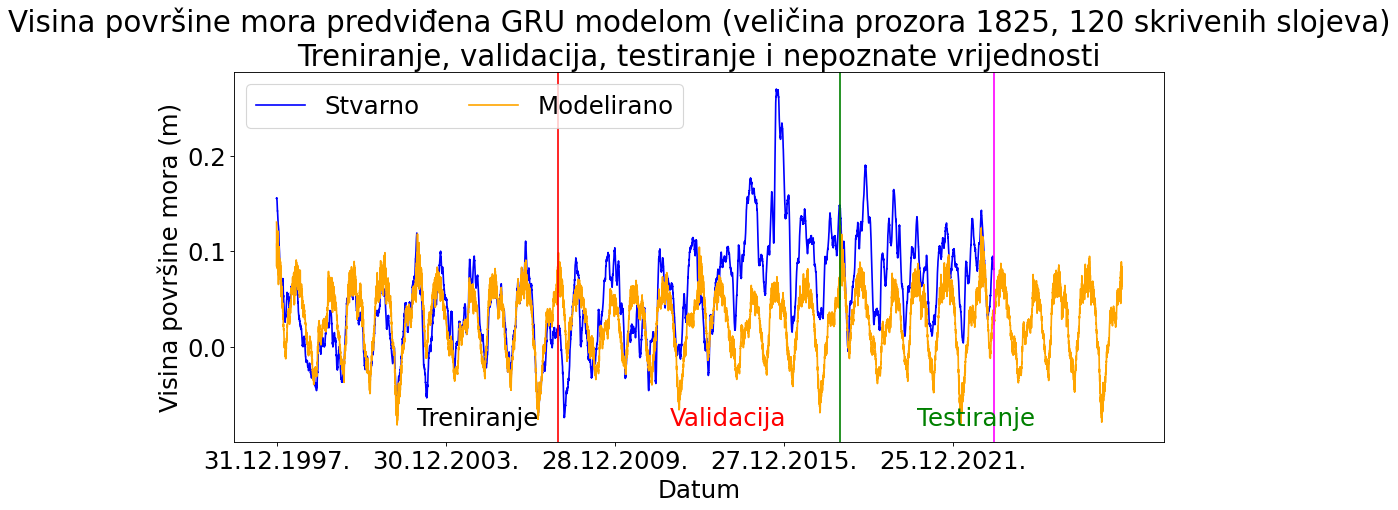 Visina površine mora predviđena GRU modelom (veličina prozora 1825, 120 skrivenih slojeva)
Treniranje, validacija, testiranje i nepoznate vrijednosti
Stvarno Modelirano
Visina površine mora (m)
0.2
0.1
0.0
Treniranje Validacija Testiranje
31.12.1997. 30.12.2003. 28.12.2009. 27.12.2015. 25.12.2021.
Datum